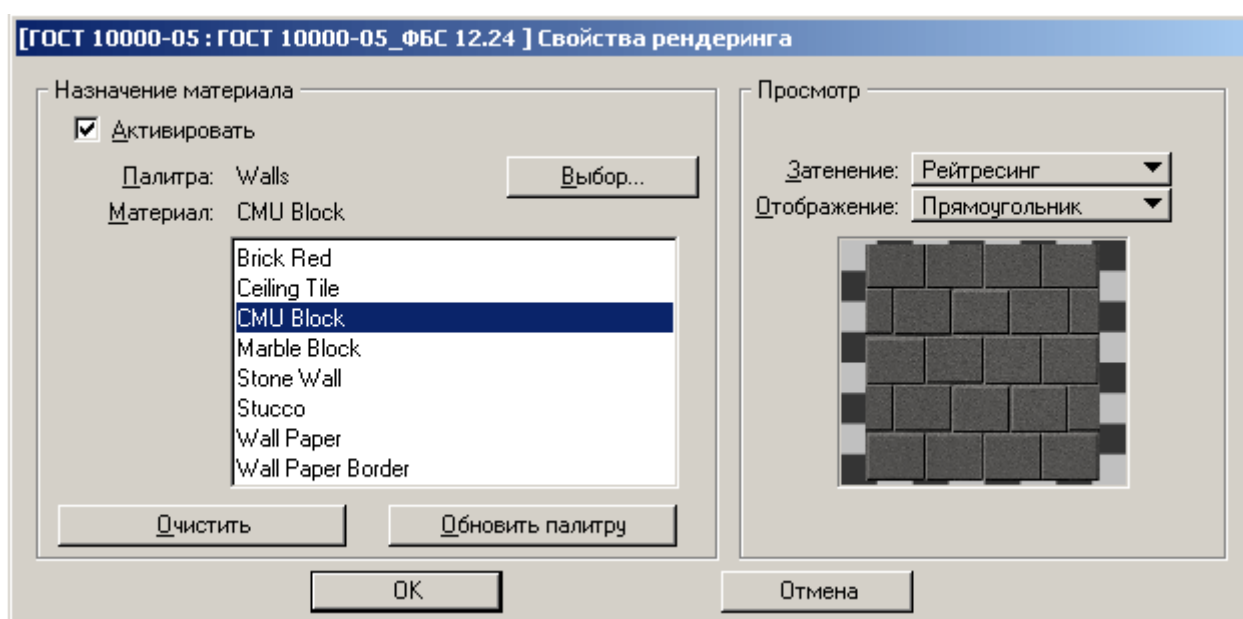 [ГОСТ 10000-05 : ГОСТ 10000-05_ФБС 12.24 ] Свойства рендеринга
Назначение материала
Активировать
Палитра: Walls
Выбор...
Материал: CMU Block
Brick Red
Ceiling Tile
CMU Block
Marble Block
Stone Wall
Stucco
Wall Paper
Wall Paper Border
Очистить
Обновить палитру
Просмотр
Затенение: Рейтресинг
Отображение: Прямоугольник
OK
Отмена